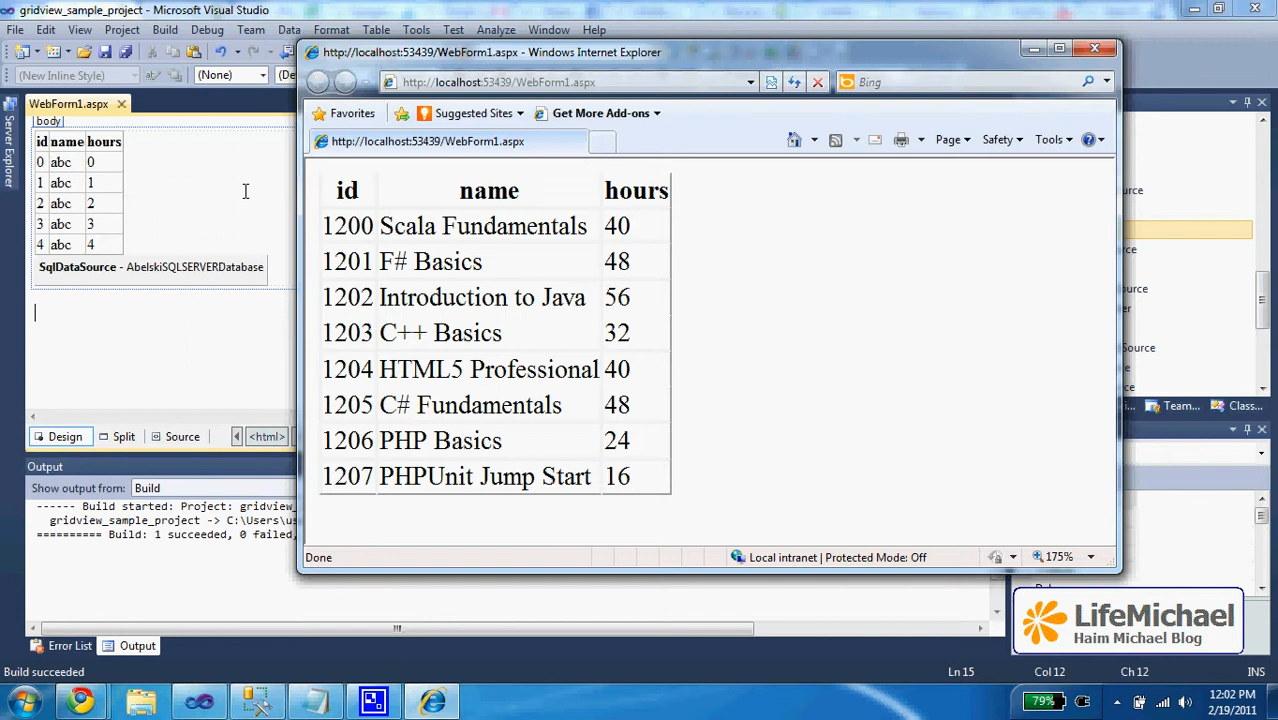 gridview_sample_project - Microsoft Visual Studio
File Edit View Project Build Debug Team Data Format Table Tools Test Analyze Window Help
(New Inline Style) (None)
WebForm1.aspx
body
id name hours
0 abc 0
1 abc 1
2 abc 2
3 abc 3
4 abc 4
SqlDataSource - AbelskiSQLSERVERDatabase
Server Explorer
Design Split Source <html>
Output
Show output from: Build
------ Build started: Project: gridview_
gridview_sample_project -> C:\Users\us
========== Build: 1 succeeded, 0 failed,
Error List Output
Build succeeded
Ln 15 Col 12 Ch 12 INS
http://localhost:53439/WebForm1.aspx - Windows Internet Explorer
http://localhost:53439/WebForm1.aspx
Bing
Favorites Suggested Sites Get More Add-ons
http://localhost:53439/WebForm1.aspx
Page Safety Tools
id name hours
1200 Scala Fundamentals 40
1201 F# Basics 48
1202 Introduction to Java 56
1203 C++ Basics 32
1204 HTML5 Professional 40
1205 C# Fundamentals 48
1206 PHP Basics 24
1207 PHPUnit Jump Start 16
Done
Local intranet | Protected Mode: Off
175%
Team... Class...
LifeMichael
Haim Michael Blog
79%
12:02 PM
2/19/2011